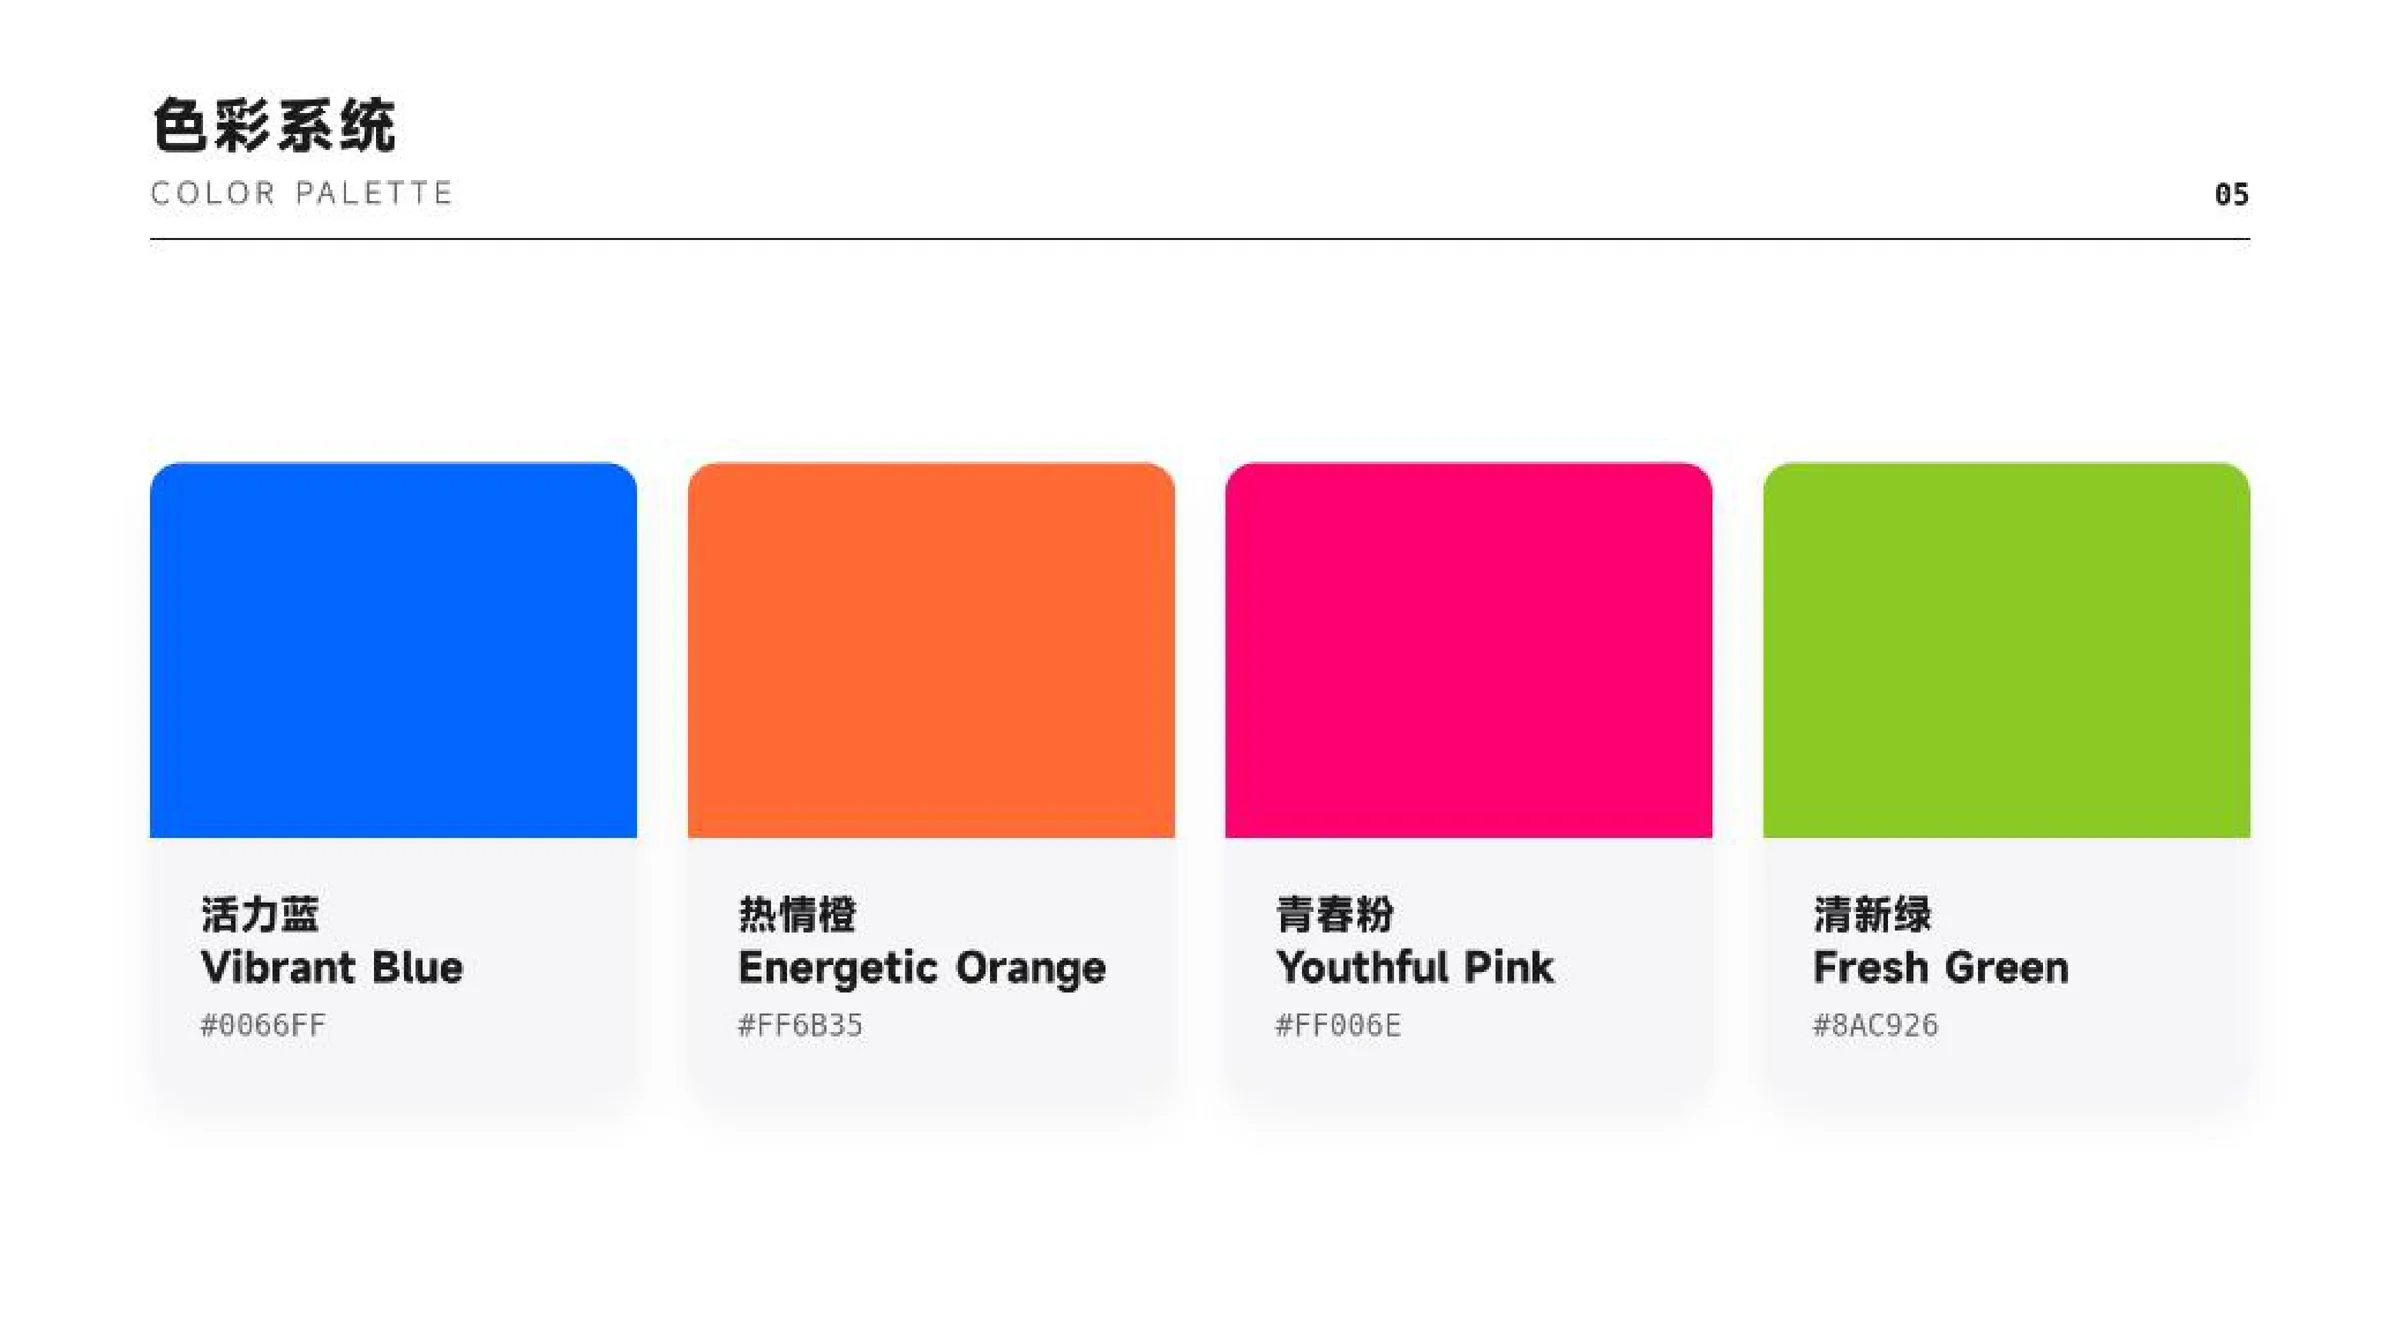 色彩系统
COLOR PALETTE
05
活力蓝
Vibrant Blue
#0066FF
热情橙
Energetic Orange
#FF6B35
青春粉
Youthful Pink
#FF006E
清新绿
Fresh Green
#8AC926